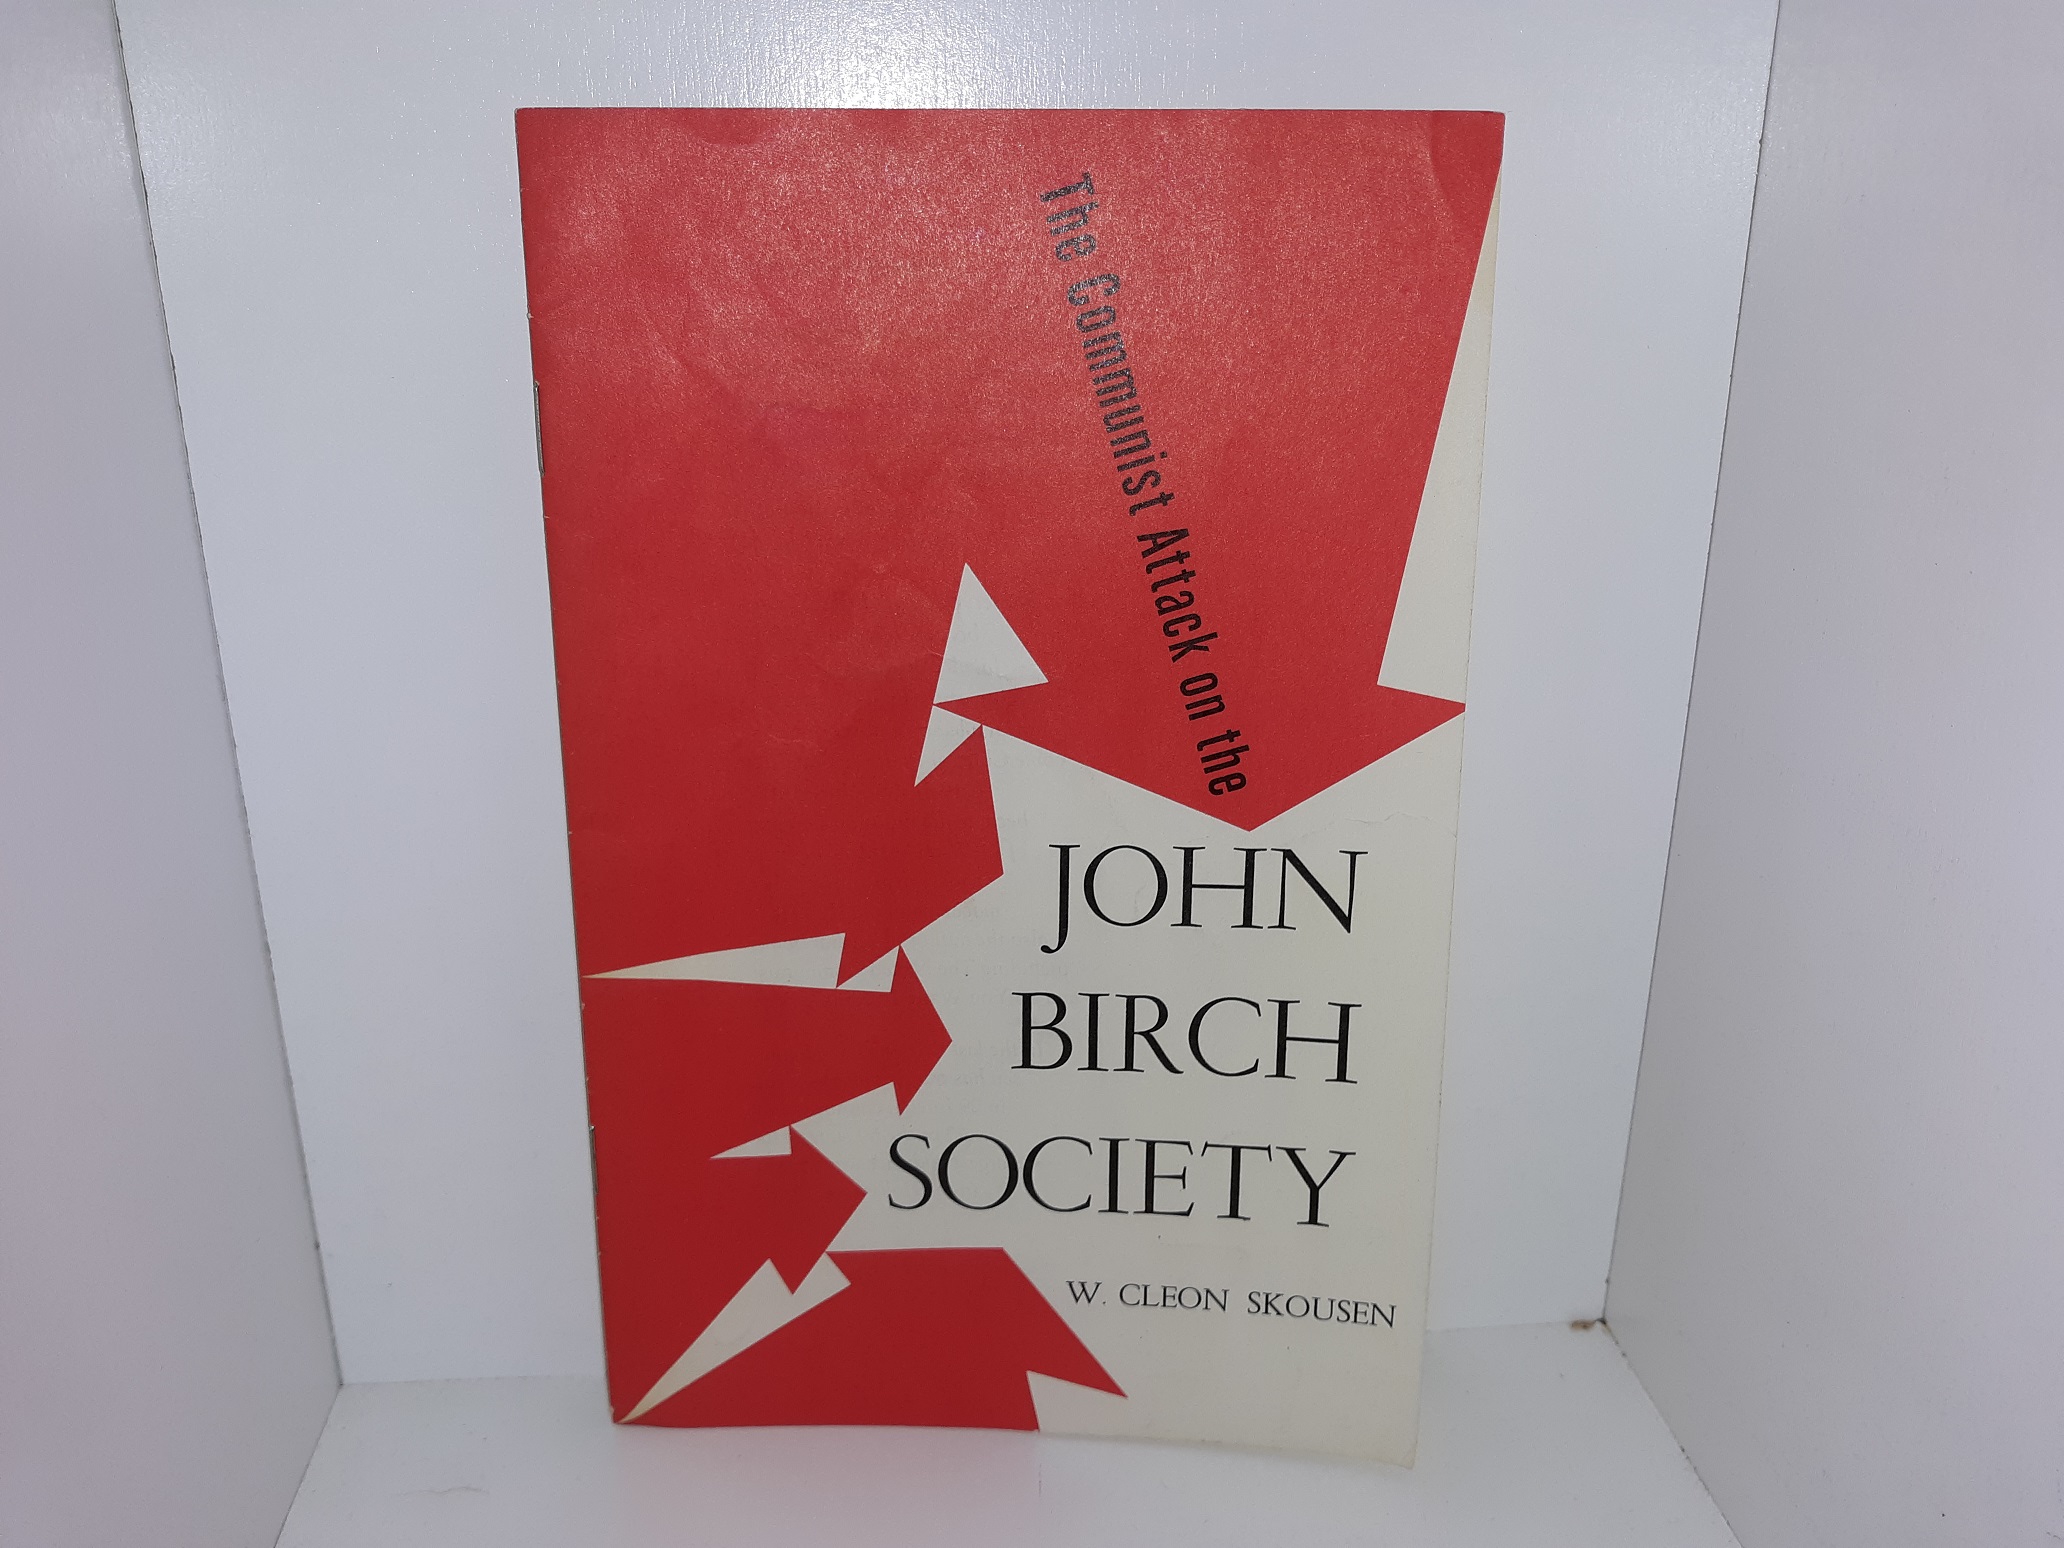 The Communist Attack on the
JOHN
BIRCH
SOCIETY
W. CLEON SKOUSEN